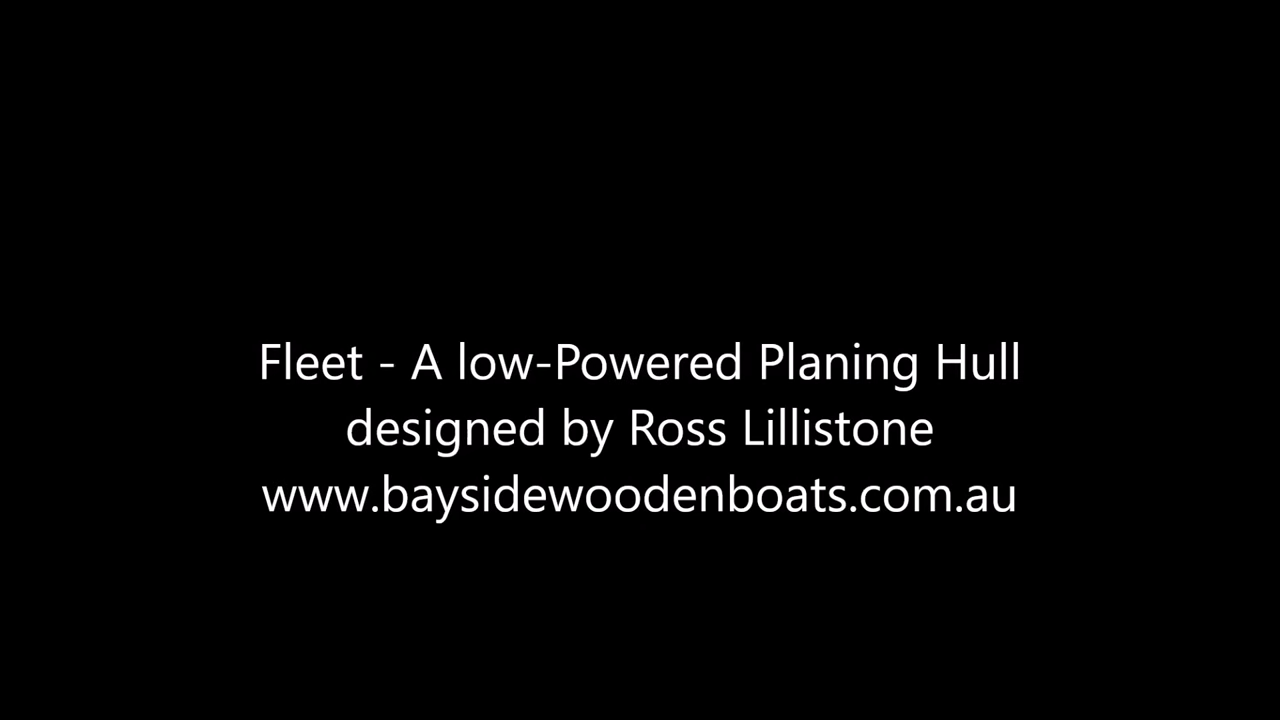 Fleet - A low-Powered Planing Hull
designed by Ross Lillistone
www.baysidewoodenboats.com.au